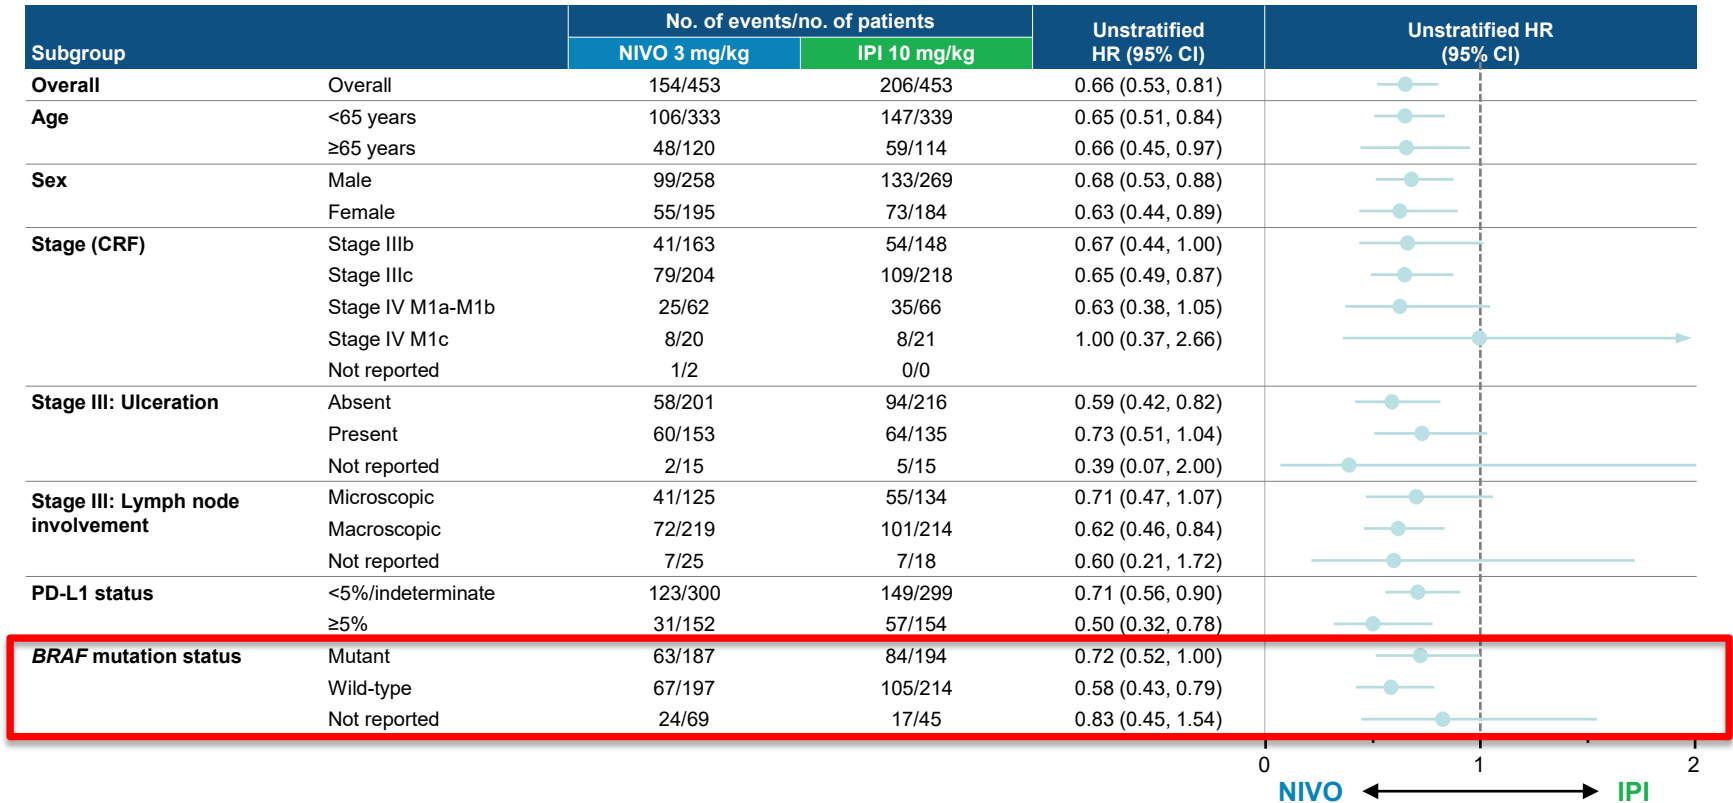 No. of events/no. of patients
Subgroup NIVO 3 mg/kg IPI 10 mg/kg Unstratified HR (95% CI) Unstratified HR (95% CI)
Overall Overall 154/453 206/453 0.66 (0.53, 0.81)
Age <65 years 106/333 147/339 0.65 (0.51, 0.84)
≥65 years 48/120 59/114 0.66 (0.45, 0.97)
Sex Male 99/258 133/269 0.68 (0.53, 0.88)
Female 55/195 73/184 0.63 (0.44, 0.89)
Stage (CRF) Stage IIIb 41/163 54/148 0.67 (0.44, 1.00)
Stage IIIc 79/204 109/218 0.65 (0.49, 0.87)
Stage IV M1a-M1b 25/62 35/66 0.63 (0.38, 1.05)
Stage IV M1c 8/20 8/21 1.00 (0.37, 2.66)
Not reported 1/2 0/0
Stage III: Ulceration Absent 58/201 94/216 0.59 (0.42, 0.82)
Present 60/153 64/135 0.73 (0.51, 1.04)
Not reported 2/15 5/15 0.39 (0.07, 2.00)
Stage III: Lymph node involvement Microscopic 41/125 55/134 0.71 (0.47, 1.07)
Macroscopic 72/219 101/214 0.62 (0.46, 0.84)
Not reported 7/25 7/18 0.60 (0.21, 1.72)
PD-L1 status <5%/indeterminate 123/300 149/299 0.71 (0.56, 0.90)
≥5% 31/152 57/154 0.50 (0.32, 0.78)
BRAF mutation status Mutant 63/187 84/194 0.72 (0.52, 1.00)
Wild-type 67/197 105/214 0.58 (0.43, 0.79)
Not reported 24/69 17/45 0.83 (0.45, 1.54)
0 1 2
NIVO IPI